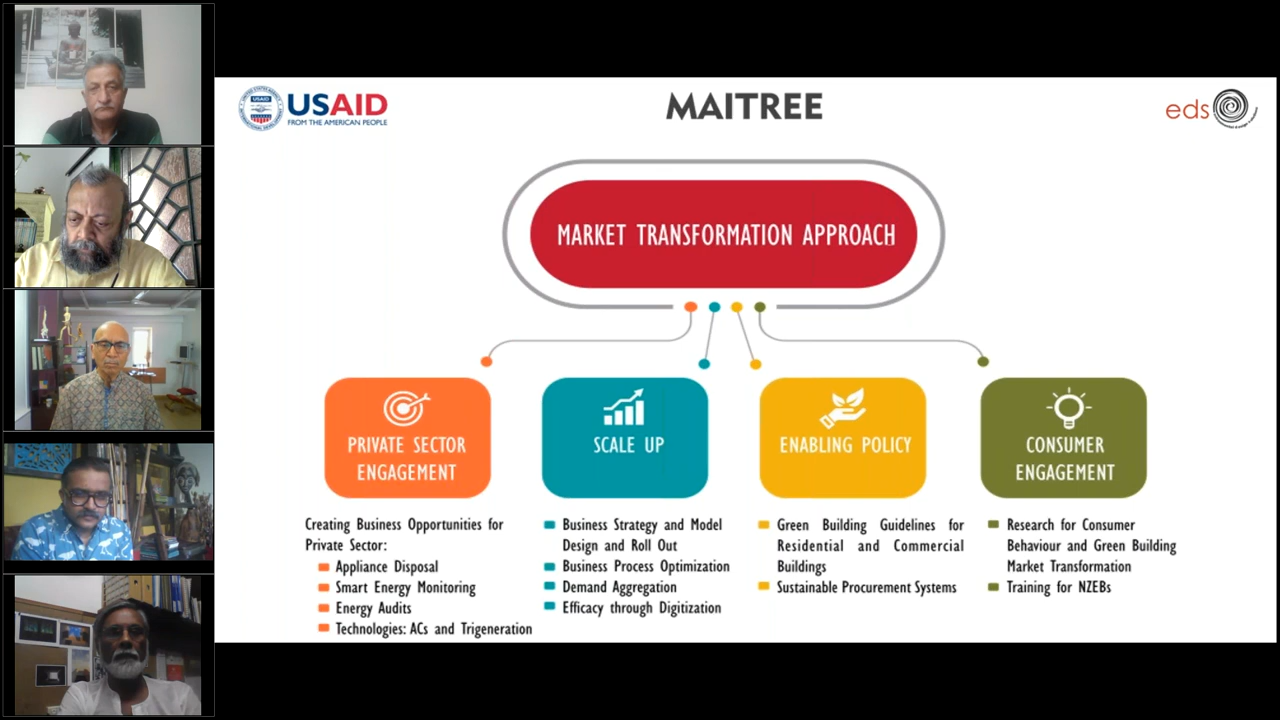 USAID
USAID
FROM THE AMERICAN PEOPLE
MAITREE
eds
MARKET TRANSFORMATION APPROACH
PRIVATE SECTOR
ENGAGEMENT
SCALE UP
ENABLING POLICY
CONSUMER
ENGAGEMENT
Creating Business Opportunities for
Private Sector:
Appliance Disposal
Smart Energy Monitoring
Energy Audits
Technologies: ACs and Trigeneration
Business Strategy and Model
Design and Roll Out
Business Process Optimization
Demand Aggregation
Efficacy through Digitization
Green Building Guidelines for
Residential and Commercial
Buildings
Sustainable Procurement Systems
Research for Consumer
Behaviour and Green Building
Market Transformation
Training for NZEBs